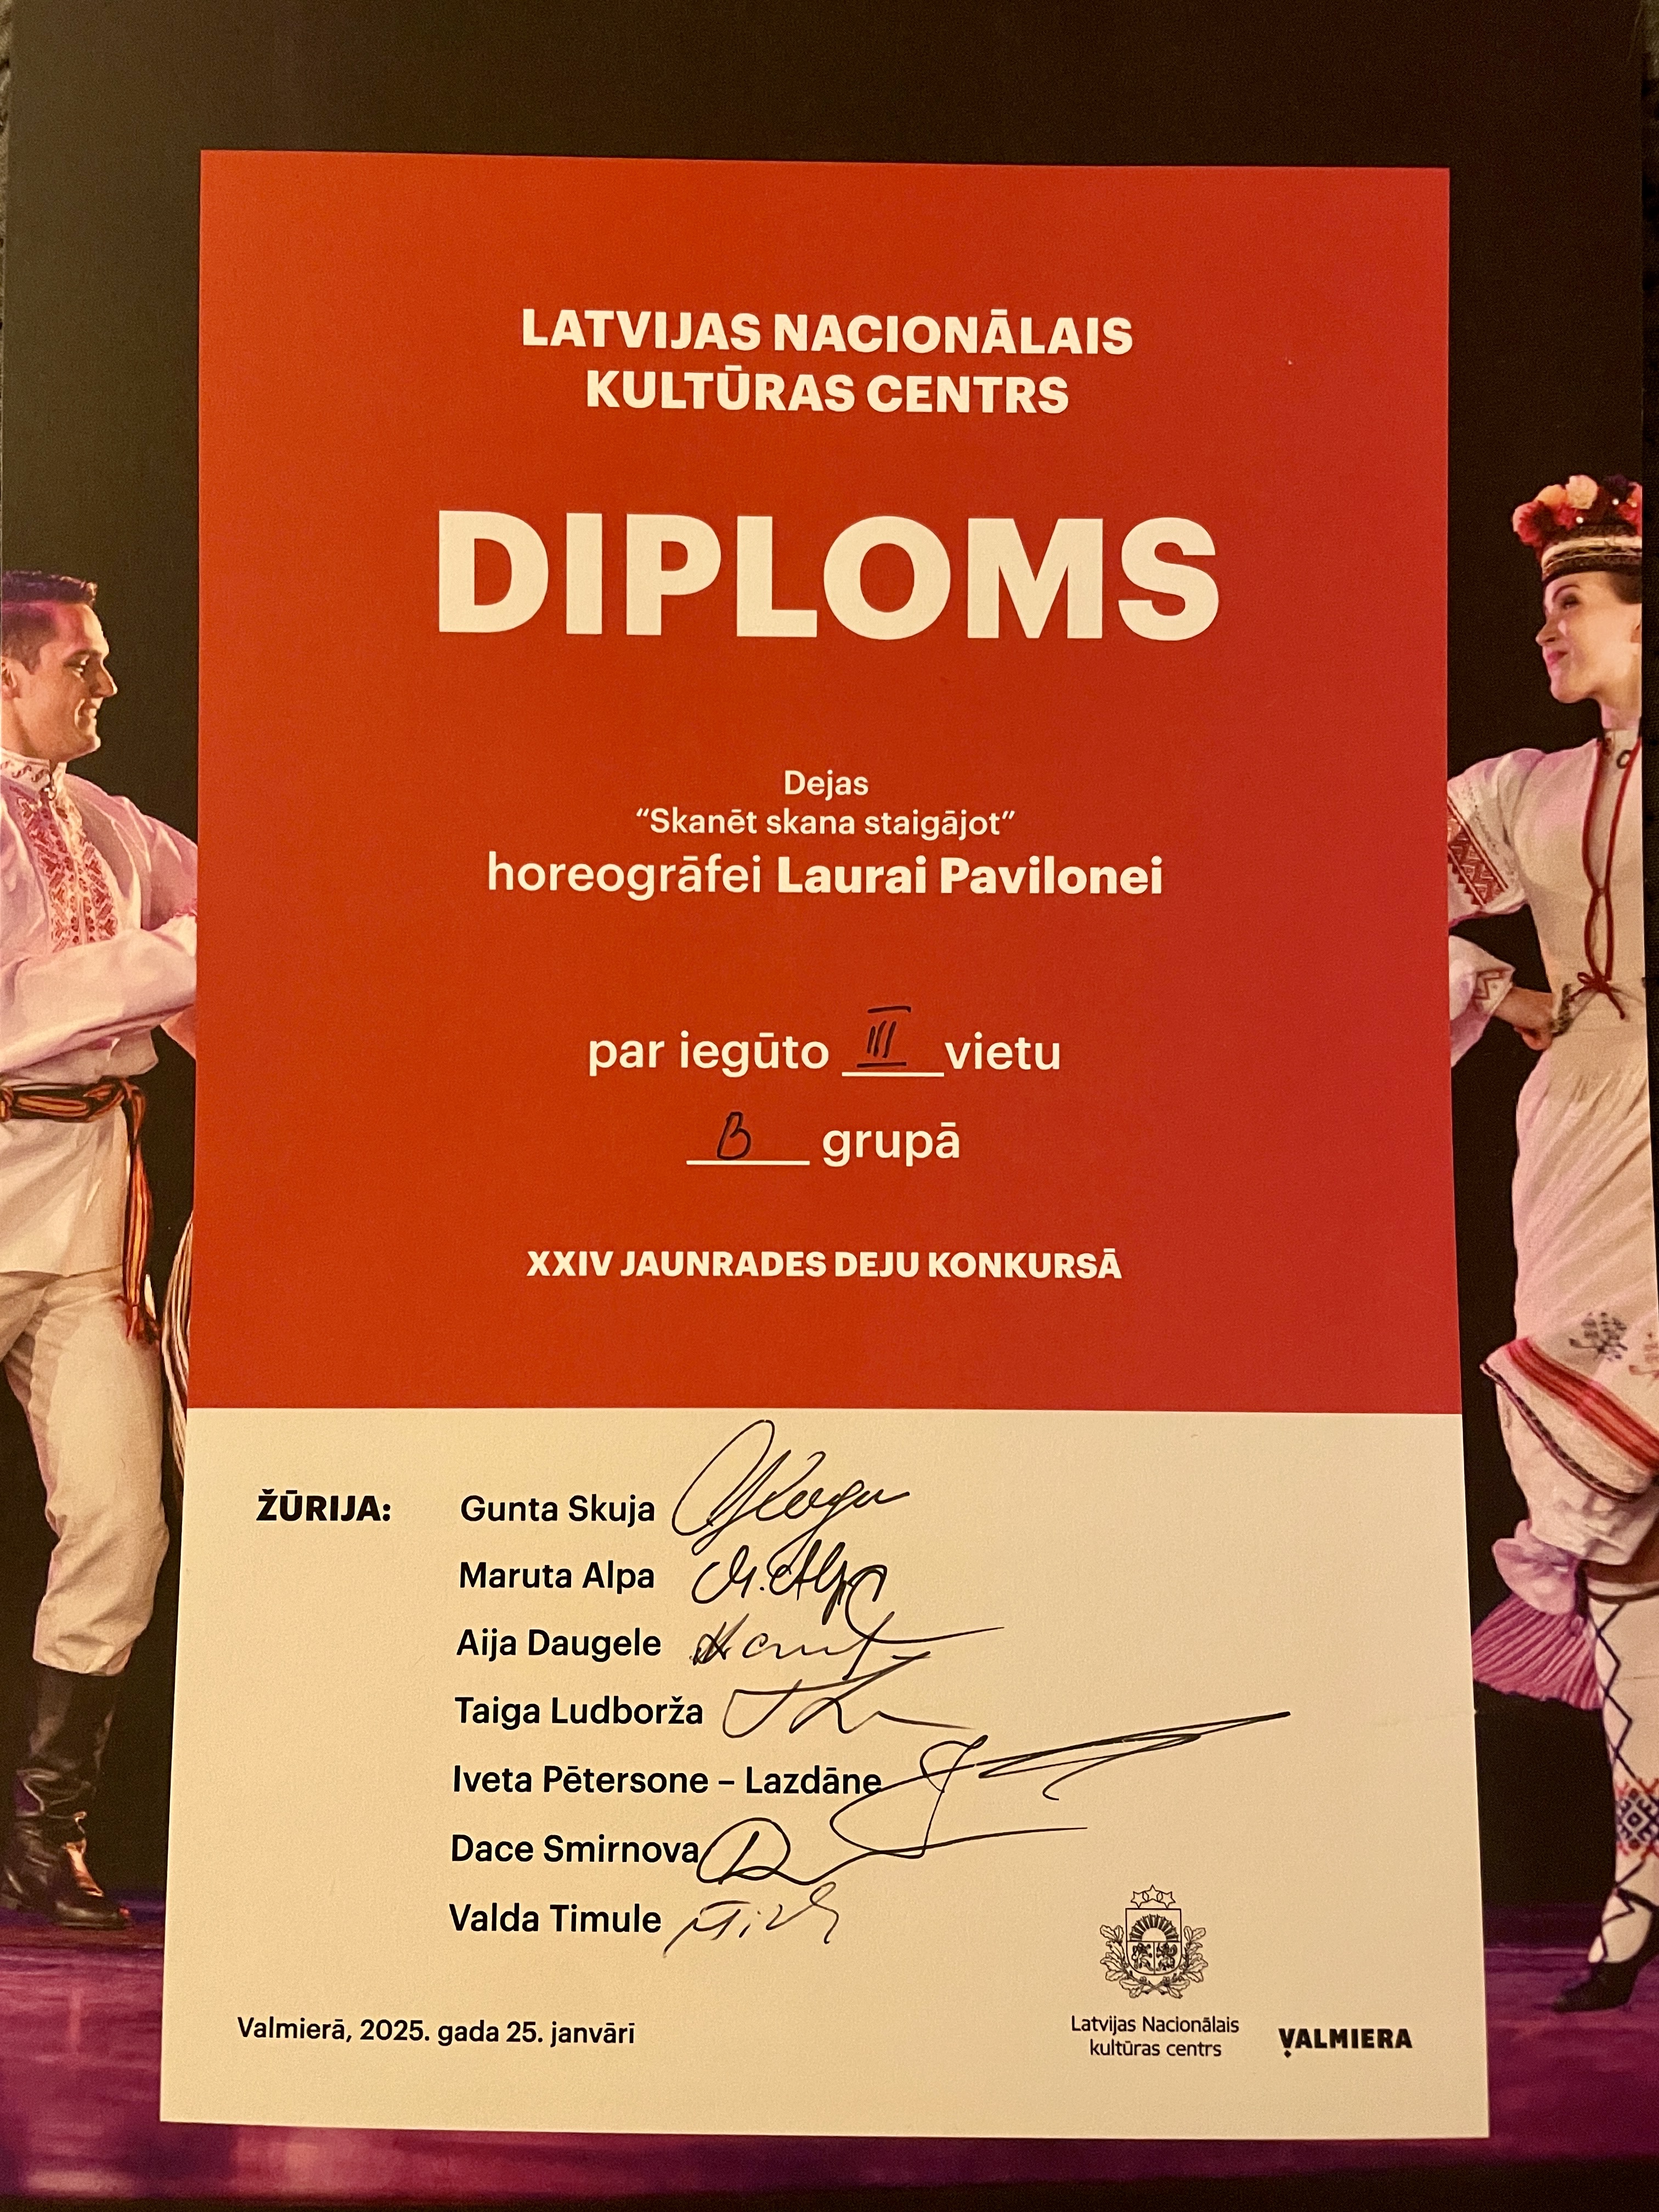 LATVIJAS NACIONĀLAIS
KULTŪRAS CENTRS
DIPLOMS
Dejas
“Skanēt skana staigājot”
horeogrāfei Laurai Pavilonei
par iegūto III vietu
B grupā
XXIV JAUNRADES DEJU KONKURSĀ
ŽŪRIJA: Gunta Skuja
Maruta Alpa
Aija Daugele
Taiga Ludborža
Iveta Pētersone – Lazdāne
Dace Smirnova
Valda Timule
Valmierā, 2025. gada 25. janvārī
Latvijas Nacionālais
kultūras centrs
VALMIERA